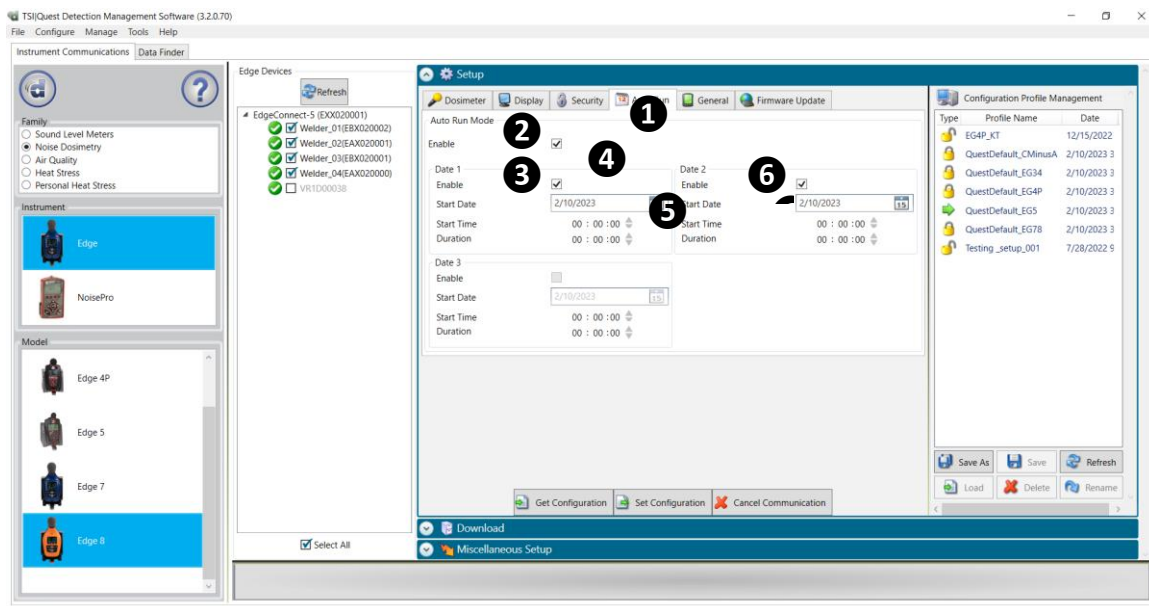 TSI|Quest Detection Management Software (3.2.0.70)
File Configure Manage Tools Help
Instrument Communications Data Finder
Family
Sound Level Meters
Noise Dosimetry
Air Quality
Heat Stress
Personal Heat Stress
Instrument
Edge
NoisePro
Model
Edge 4P
Edge 5
Edge 7
Edge 8
Edge Devices
Refresh
EdgeConnect-5 (EXX020001)
Welder_01(EBX020002)
Welder_02(EAX020001)
Welder_03(EBX020001)
Welder_04(EAX020000)
VR1D00038
Select All
Setup
Dosimeter Display Security General Firmware Update
1
Auto Run Mode
2
Enable
3
4
Date 1
Enable
Start Date 2/10/2023
Start Time 00 : 00 :00
Duration 00 : 00 :00
5
6
Date 2
Enable
Start Date 2/10/2023 15
Start Time 00 : 00 :00
Duration 00 : 00 :00
Date 3
Enable
Start Date 2/10/2023 15
Start Time 00 : 00 :00
Duration 00 : 00 :00
Get Configuration Set Configuration Cancel Communication
Download
Miscellaneous Setup
Configuration Profile Management
Type Profile Name Date
EG4P_KT 12/15/2022
QuestDefault_CMinusA 2/10/2023 3
QuestDefault_EG34 2/10/2023 3
QuestDefault_EG4P 2/10/2023 3
QuestDefault_EG5 2/10/2023 3
QuestDefault_EG78 2/10/2023 3
Testing _setup_001 7/28/2022 9
Save As Save Refresh
Load Delete Rename